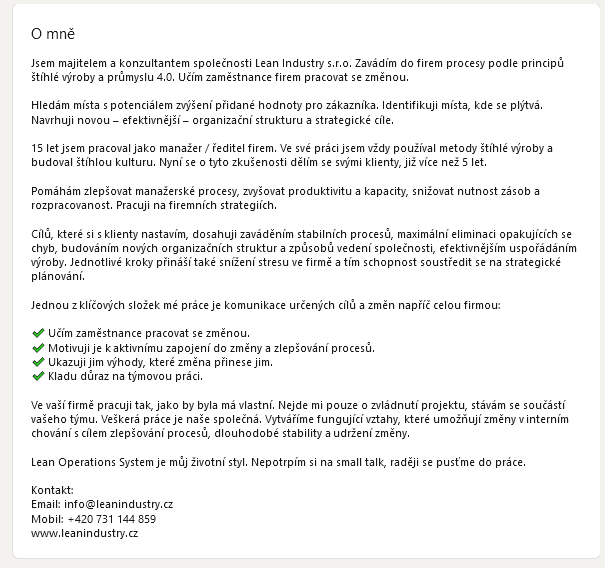 O mně
Jsem majitelem a konzultantem společnosti Lean Industry s.r.o. Zavádím do firem procesy podle principů
štíhlé výroby a průmyslu 4.0. Učím zaměstnance firem pracovat se změnou.
Hledám místa s potenciálem zvýšení přidané hodnoty pro zákazníka. Identifikuji místa, kde se plýtvá.
Navrhuji novou – efektivnější – organizační strukturu a strategické cíle.
15 let jsem pracoval jako manažer / ředitel firem. Ve své práci jsem vždy používal metody štíhlé výroby a
budoval štíhlou kulturu. Nyní se o tyto zkušenosti dělím se svými klienty, již více než 5 let.
Pomáhám zlepšovat manažerské procesy, zvyšovat produktivitu a kapacity, snižovat nutnost zásob a
rozpracovanost. Pracuji na firemních strategiích.
Cílů, které si s klienty nastavím, dosahuji zaváděním stabilních procesů, maximální eliminaci opakujících se
chyb, budováním nových organizačních struktur a způsobů vedení společnosti, efektivnějším uspořádáním
výroby. Jednotlivé kroky přináší také snížení stresu ve firmě a tím schopnost soustředit se na strategické
plánování.
Jednou z klíčových složek mé práce je komunikace určených cílů a změn napříč celou firmou:
✔ Učím zaměstnance pracovat se změnou.
✔ Motivuji je k aktivnímu zapojení do změny a zlepšování procesů.
✔ Ukazuji jim výhody, které změna přinese jim.
✔ Kladu důraz na týmovou práci.
Ve vaší firmě pracuji tak, jako by byla má vlastní. Nejde mi pouze o zvládnutí projektu, stávám se součástí
vašeho týmu. Veškerá práce je naše společná. Vytváříme fungující vztahy, které umožňují změny v interním
chování s cílem zlepšování procesů, dlouhodobé stability a udržení změny.
Lean Operations System je můj životní styl. Nepotrpím si na small talk, raději se pusťme do práce.
Kontakt:
Email: info@leanindustry.cz
Mobil: +420 731 144 859
www.leanindustry.cz